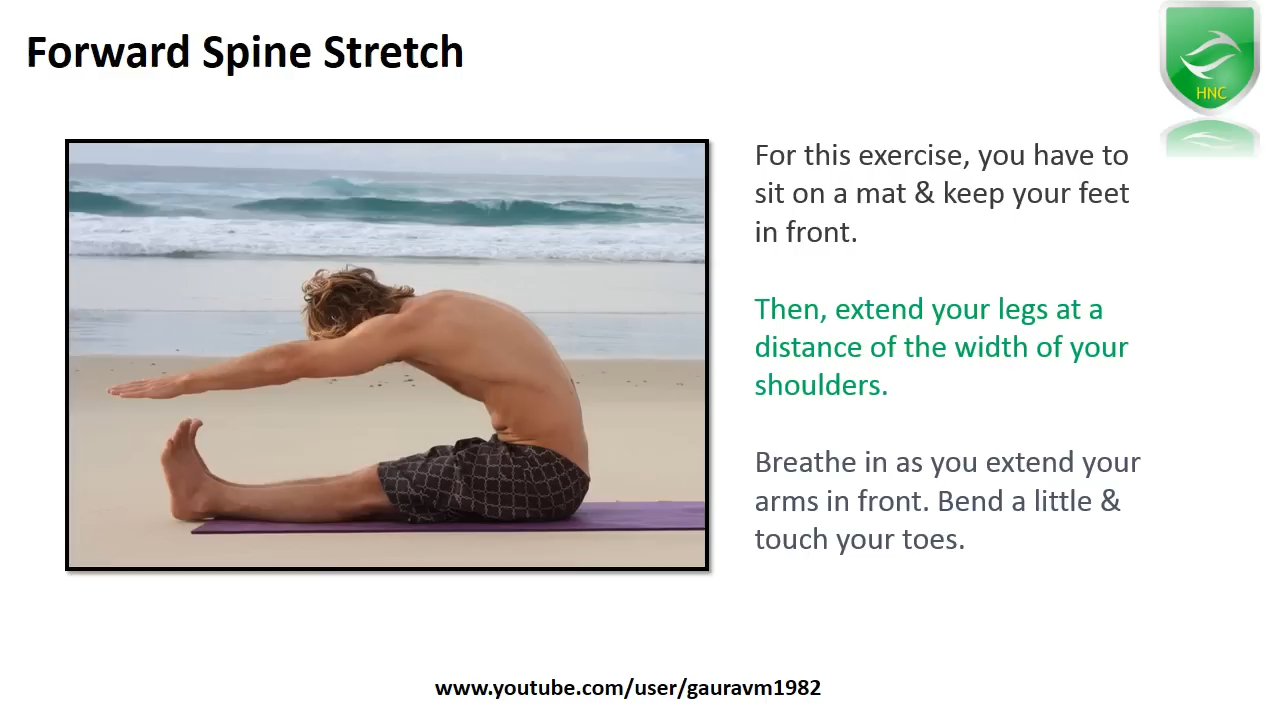 Forward Spine Stretch
HNC
For this exercise, you have to
sit on a mat & keep your feet
in front.
Then, extend your legs at a
distance of the width of your
shoulders.
Breathe in as you extend your
arms in front. Bend a little &
touch your toes.
www.youtube.com/user/gauravm1982